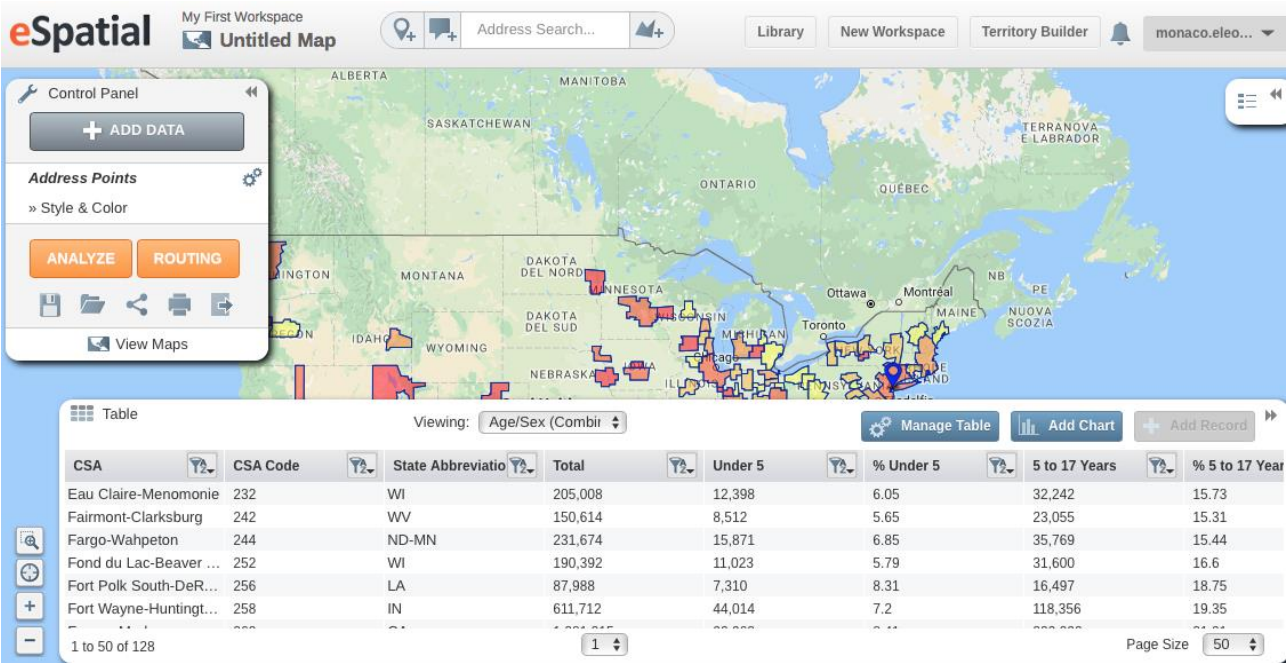 eSpatial
My First Workspace
Untitled Map
Address Search...
Library
New Workspace
Territory Builder
monaco.eleo...
Control Panel
ADD DATA
Address Points
» Style & Color
ANALYZE
ROUTING
View Maps
ALBERTA
MANITOBA
SASKATCHEWAN
TERRANOVA
E LABRADOR
ONTARIO
QUÉBEC
INGTON
MONTANA
DAKOTA
DEL NORD
MINNESOTA
Ottawa
Montréal
NB
PE
MAINE
NUOVA
SCOZIA
OREGON
IDAHO
WYOMING
DAKOTA
DEL SUD
WISCONSIN
MICHIGAN
Toronto
NEW YORK
Chicago
NEBRASKA
IOWA
Table
Viewing:
Age/Sex (Combir
Manage Table
Add Chart
Add Record
CSA CSA Code State Abbreviatio Total Under 5 % Under 5 5 to 17 Years % 5 to 17 Year
Eau Claire-Menomonie 232 WI 205,008 12,398 6.05 32,242 15.73
Fairmont-Clarksburg 242 WV 150,614 8,512 5.65 23,055 15.31
Fargo-Wahpeton 244 ND-MN 231,674 15,871 6.85 35,769 15.44
Fond du Lac-Beaver ... 252 WI 190,392 11,023 5.79 31,600 16.6
Fort Polk South-DeR... 256 LA 87,988 7,310 8.31 16,497 18.75
Fort Wayne-Huntingt... 258 IN 611,712 44,014 7.2 118,356 19.35
1 to 50 of 128
1
Page Size 50